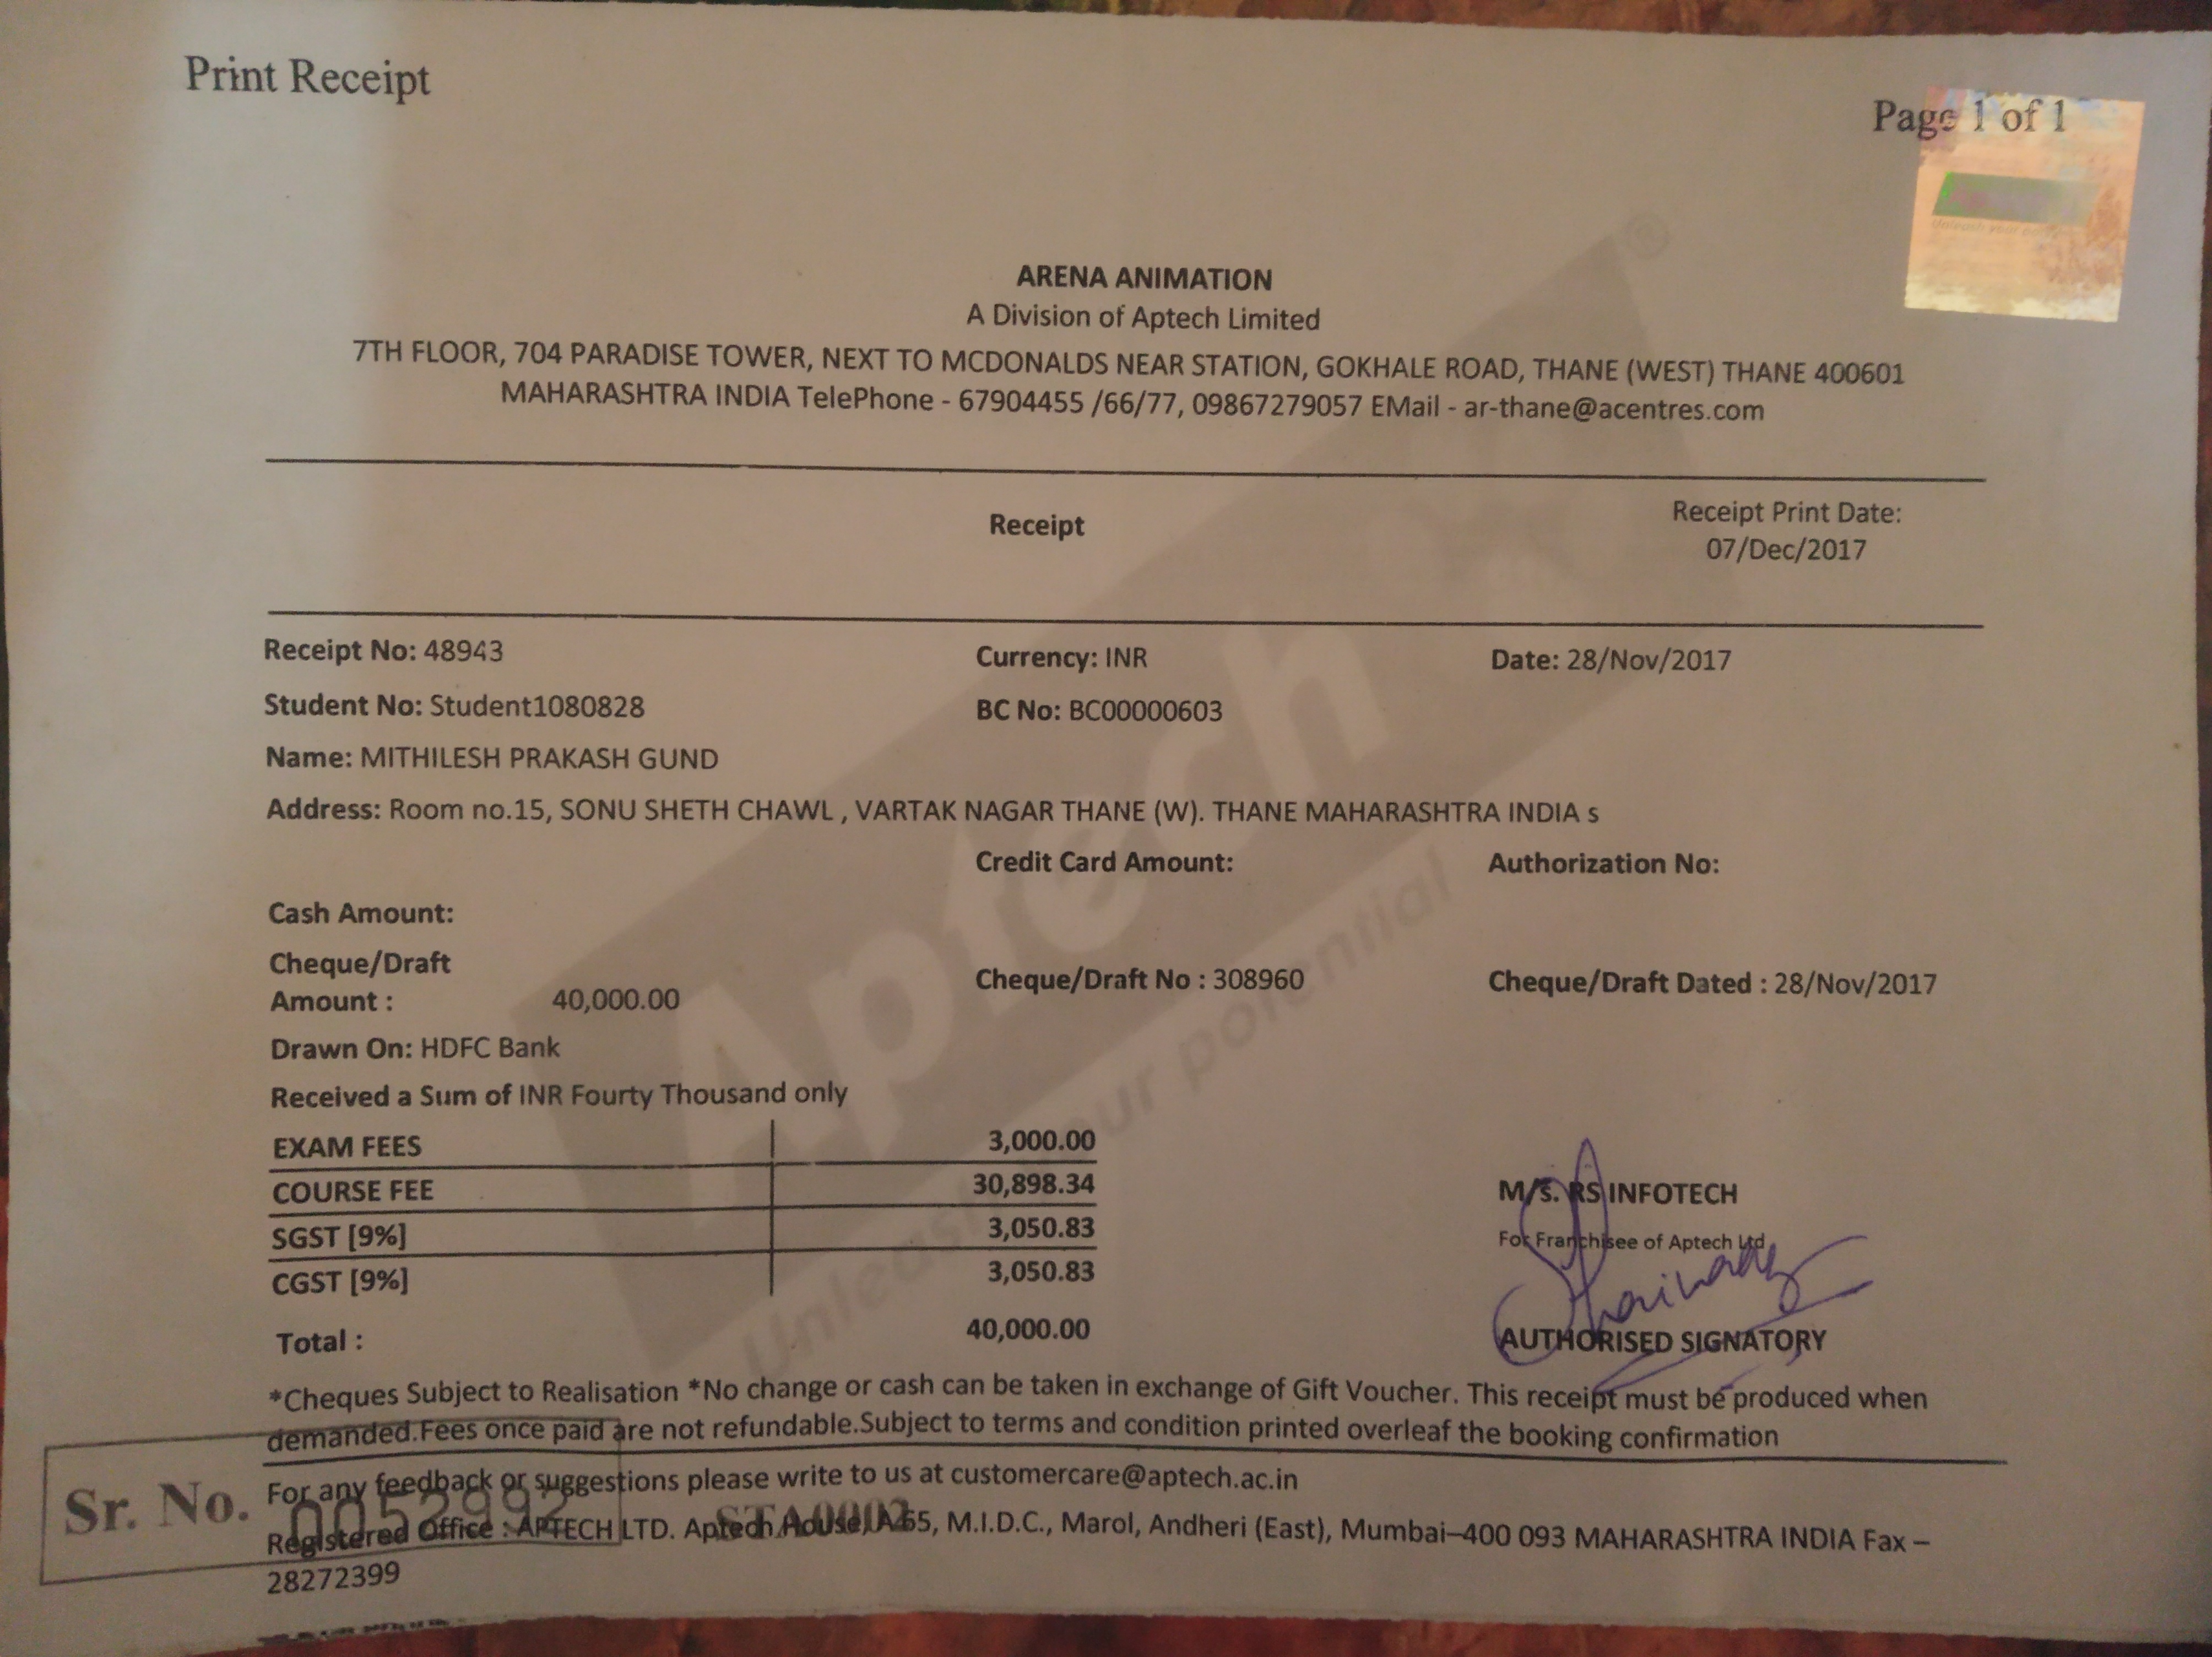 Print Receipt
Page 1 of 1
ARENA ANIMATION
A Division of Aptech Limited
7TH FLOOR, 704 PARADISE TOWER, NEXT TO MCDONALDS NEAR STATION, GOKHALE ROAD, THANE (WEST) THANE 400601
MAHARASHTRA INDIA TelePhone - 67904455 /66/77, 09867279057 EMail - ar-thane@acentres.com
Receipt
Receipt Print Date:
07/Dec/2017
Receipt No: 48943 Currency: INR Date: 28/Nov/2017
Student No: Student1080828 BC No: BC00000603
Name: MITHILESH PRAKASH GUND
Address: Room no.15, SONU SHETH CHAWL , VARTAK NAGAR THANE (W). THANE MAHARASHTRA INDIA s
Credit Card Amount: Authorization No:
Cash Amount:
Cheque/Draft
Amount : 40,000.00 Cheque/Draft No : 308960 Cheque/Draft Dated : 28/Nov/2017
Drawn On: HDFC Bank
Received a Sum of INR Fourty Thousand only
EXAM FEES 3,000.00
COURSE FEE 30,898.34
SGST [9%] 3,050.83
CGST [9%] 3,050.83
Total : 40,000.00
M/s. RS INFOTECH
For Franchisee of Aptech Ltd
AUTHORISED SIGNATORY
*Cheques Subject to Realisation *No change or cash can be taken in exchange of Gift Voucher. This receipt must be produced when
demanded.Fees once paid are not refundable.Subject to terms and condition printed overleaf the booking confirmation
For any feedback or suggestions please write to us at customercare@aptech.ac.in
Registered Office : APTECH LTD. Aptech House, A-65, M.I.D.C., Marol, Andheri (East), Mumbai–400 093 MAHARASHTRA INDIA Fax –
28272399
Sr. No. 0052992
STA0002
Aptech ®
Unleash your potential